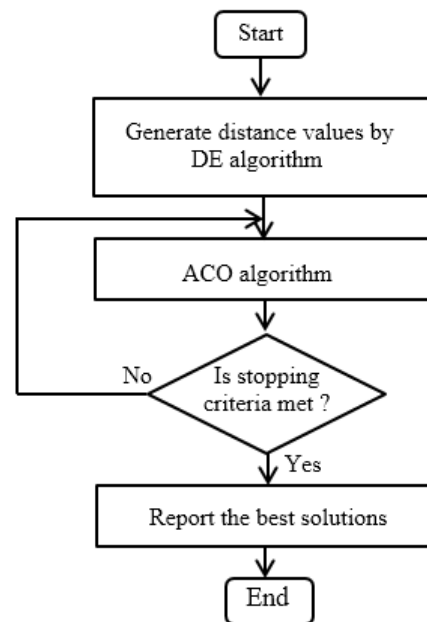 Start
Generate distance values by
DE algorithm
ACO algorithm
No
Is stopping
criteria met ?
Yes
Report the best solutions
End